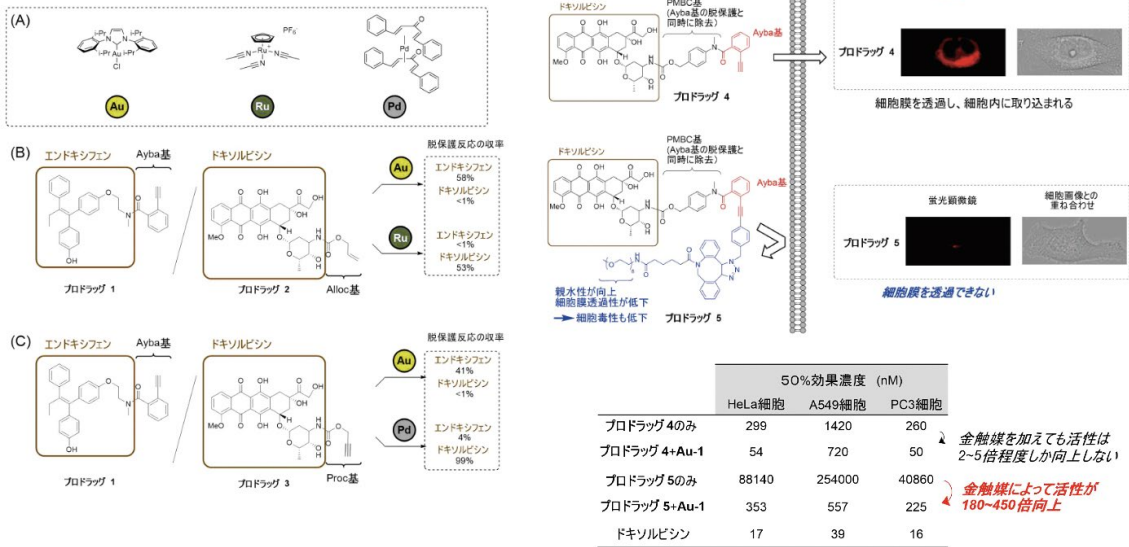 (A)
i-Pr
i-Pr
i-Pr
i-Pr
Au
Cl
Ru
PF₆⁻
Pd
Au
Ru
Pd
(B)
エンドキシフェン
Ayba基
ドキソルビシン
脱保護反応の収率
Au
エンドキシフェン
58%
ドキソルビシン
<1%
Ru
エンドキシフェン
<1%
ドキソルビシン
53%
プロドラッグ 1
プロドラッグ 2
Alloc基
(C)
エンドキシフェン
Ayba基
ドキソルビシン
脱保護反応の収率
Au
エンドキシフェン
41%
ドキソルビシン
<1%
Pd
エンドキシフェン
4%
ドキソルビシン
99%
プロドラッグ 1
プロドラッグ 3
Proc基
ドキソルビシン
PMBC基
(Ayba基の脱保護と
同時に除去)
Ayba基
プロドラッグ 4
プロドラッグ 4
細胞膜を透過し、細胞内に取り込まれる
ドキソルビシン
PMBC基
(Ayba基の脱保護と
同時に除去)
Ayba基
親水性が向上
細胞膜透過性が低下
細胞毒性も低下
プロドラッグ 5
蛍光顕微鏡
細胞画像との
重ね合わせ
プロドラッグ 5
細胞膜を透過できない
50%効果濃度 (nM)
HeLa細胞 A549細胞 PC3細胞
プロドラッグ 4のみ 299 1420 260
プロドラッグ 4+Au-1 54 720 50
プロドラッグ 5のみ 88140 254000 40860
プロドラッグ 5+Au-1 353 557 225
ドキソルビシン 17 39 16
金触媒を加えても活性は
2~5倍程度しか向上しない
金触媒によって活性が
180~450倍向上